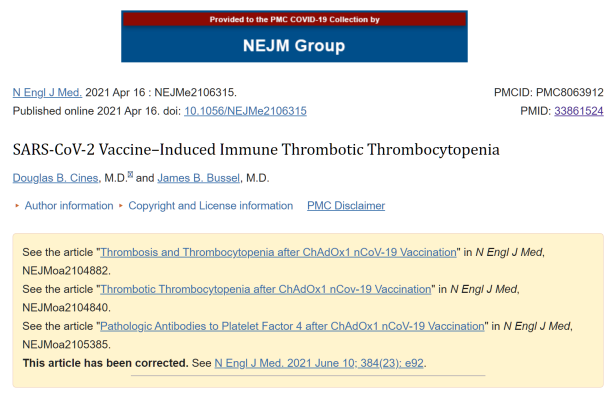 Provided to the PMC COVID-19 Collection by
NEJM Group
N Engl J Med. 2021 Apr 16 : NEJMe2106315.
PMCID: PMC8063912
Published online 2021 Apr 16. doi: 10.1056/NEJMe2106315
PMID: 33861524
SARS-CoV-2 Vaccine–Induced Immune Thrombotic Thrombocytopenia
Douglas B. Cines, M.D. and James B. Bussel, M.D.
Author information Copyright and License information PMC Disclaimer
See the article "Thrombosis and Thrombocytopenia after ChAdOx1 nCoV-19 Vaccination" in N Engl J Med,
NEJMoa2104882.
See the article "Thrombotic Thrombocytopenia after ChAdOx1 nCov-19 Vaccination" in N Engl J Med,
NEJMoa2104840.
See the article "Pathologic Antibodies to Platelet Factor 4 after ChAdOx1 nCoV-19 Vaccination" in N Engl J Med,
NEJMoa2105385.
This article has been corrected. See N Engl J Med. 2021 June 10; 384(23): e92.